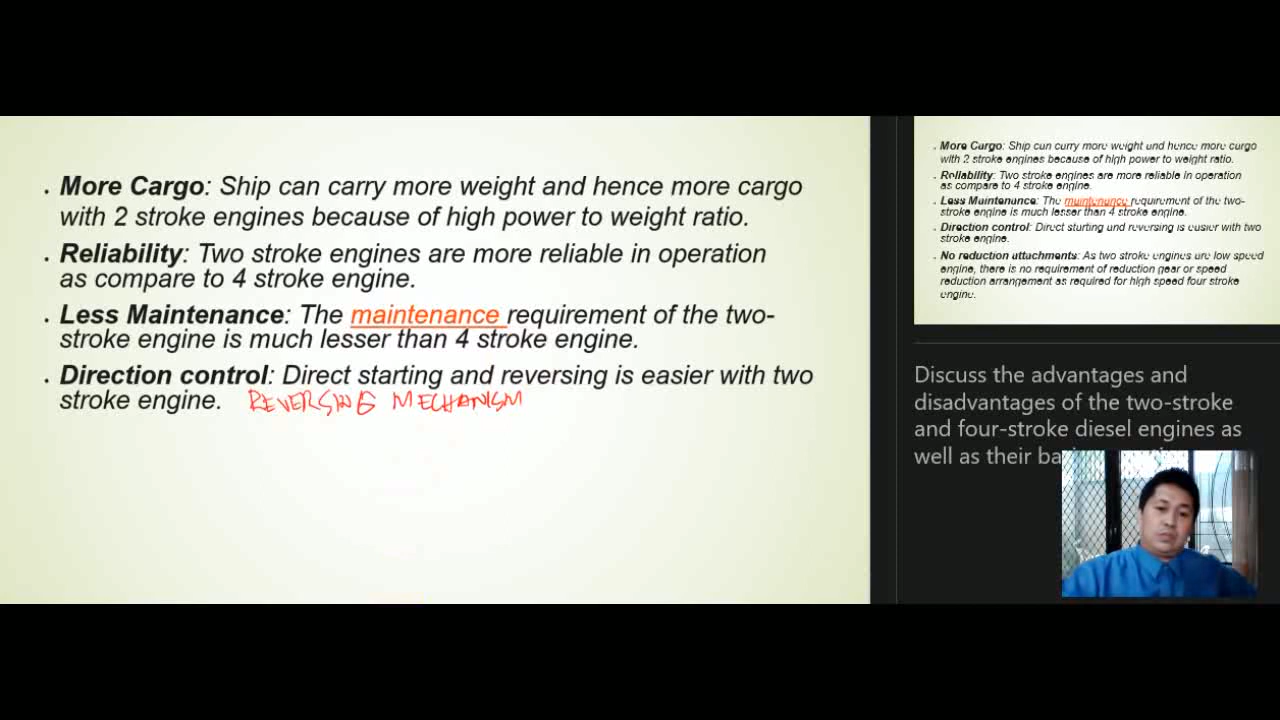 . More Cargo: Ship can carry more weight and hence more cargo
with 2 stroke engines because of high power to weight ratio.
. Reliability: Two stroke engines are more reliable in operation
as compare to 4 stroke engine.
. Less Maintenance: The maintenance requirement of the two-
stroke engine is much lesser than 4 stroke engine.
. Direction control: Direct starting and reversing is easier with two
stroke engine. REVERSING MECHANISM
. More Cargo: Ship can carry more weight and hence more cargo
with 2 stroke engines because of high power to weight ratio.
. Reliability: Two stroke engines are more reliable in operation
as compare to 4 stroke engine.
. Less Maintenance: The maintenance requirement of the two-
stroke engine is much lesser than 4 stroke engine.
. Direction control: Direct starting and reversing is easier with two
stroke engine.
. No reduction attachments: As two stroke engines are low speed
engine, there is no requirement of reduction gear or speed
reduction arrangement as required for high speed four stroke
engine.
Discuss the advantages and
disadvantages of the two-stroke
and four-stroke diesel engines as
well as their